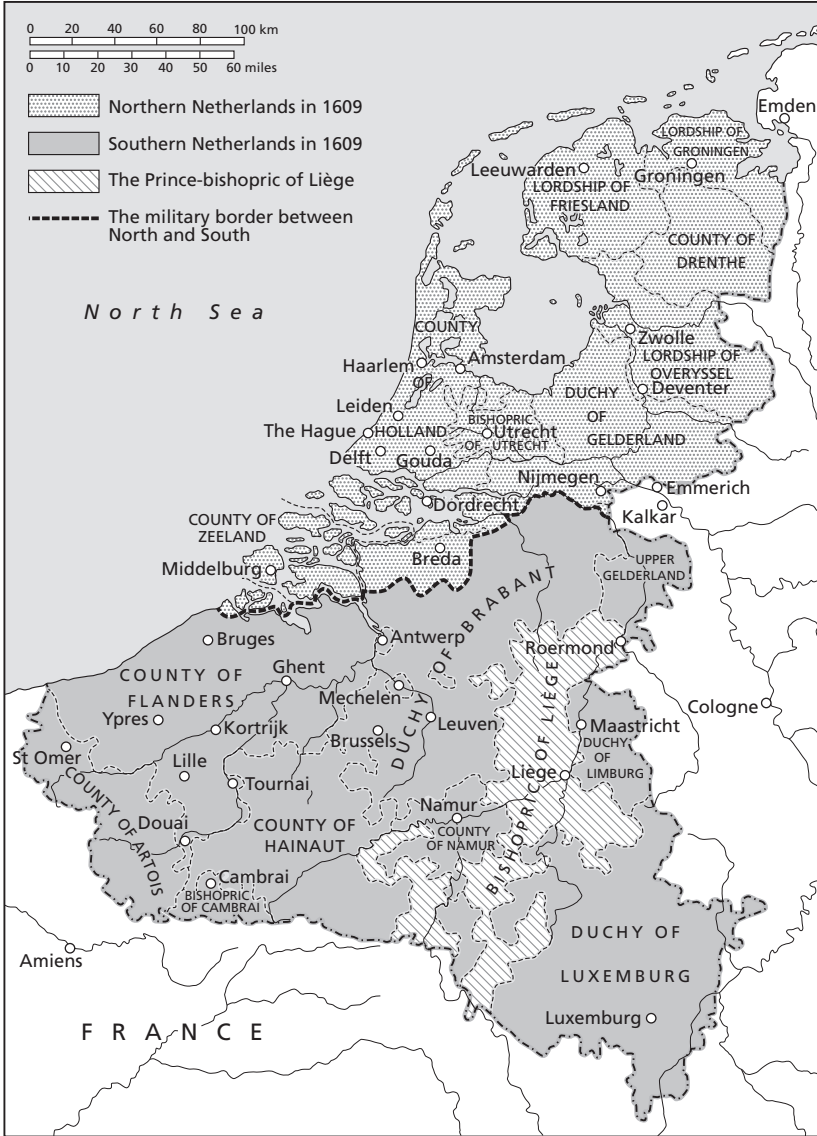 0 20 40 60 80 100 km
0 10 20 30 40 50 60 miles
Northern Netherlands in 1609
Southern Netherlands in 1609
The Prince-bishopric of Liège
The military border between
North and South
North Sea
Emden
LORDSHIP OF
GRONINGEN
Leeuwarden
Groningen
LORDSHIP OF
FRIESLAND
COUNTY OF
DRENTHE
COUNTY
OF
HOLLAND
Zwolle
LORDSHIP OF
OVERYSSEL
Deventer
Haarlem
Amsterdam
DUCHY
OF
GELDERLAND
Leiden
BISHOPRIC
OF UTRECHT
Utrecht
The Hague
Delft
Gouda
Nijmegen
Emmerich
Dordrecht
Kalkar
COUNTY OF
ZEELAND
Breda
UPPER
GELDERLAND
Middelburg
DUCHY OF BRABANT
Bruges
Antwerp
Roermond
COUNTY OF
FLANDERS
Ghent
Mechelen
Cologne
Ypres
Kortrijk
Brussels
Leuven
Maastricht
DUCHY
OF
LIMBURG
St Omer
Lille
Tournai
Liège
BISHOPRIC OF LIÈGE
COUNTY OF ARTOIS
Douai
COUNTY OF
HAINAUT
Namur
COUNTY
OF NAMUR
Cambrai
BISHOPRIC
OF CAMBRAI
Amiens
DUCHY OF
LUXEMBURG
Luxemburg
FRANCE